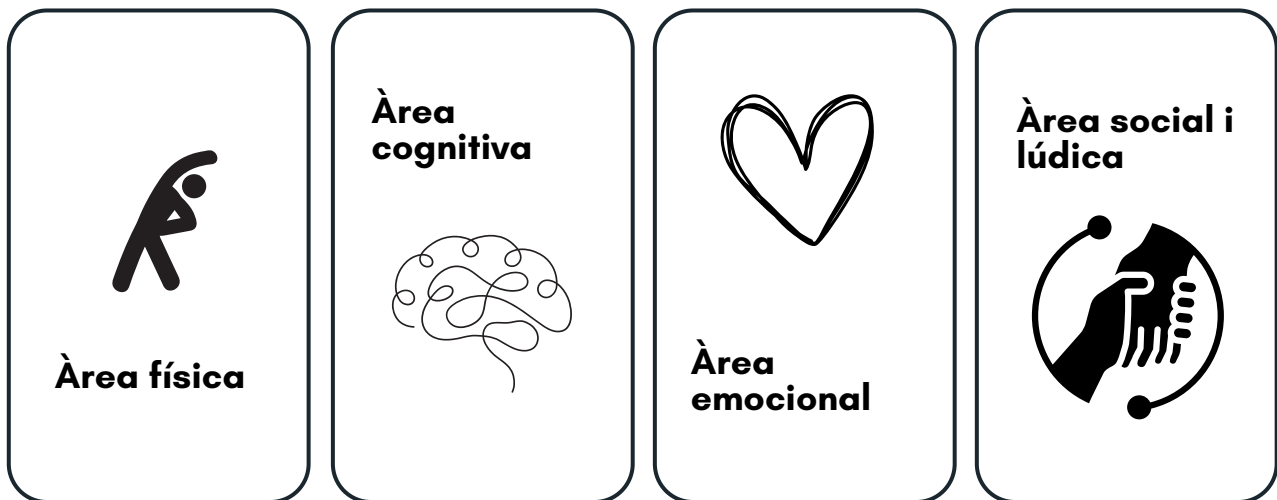 Àrea física
Àrea
cognitiva
Àrea
emocional
Àrea social i
lúdica